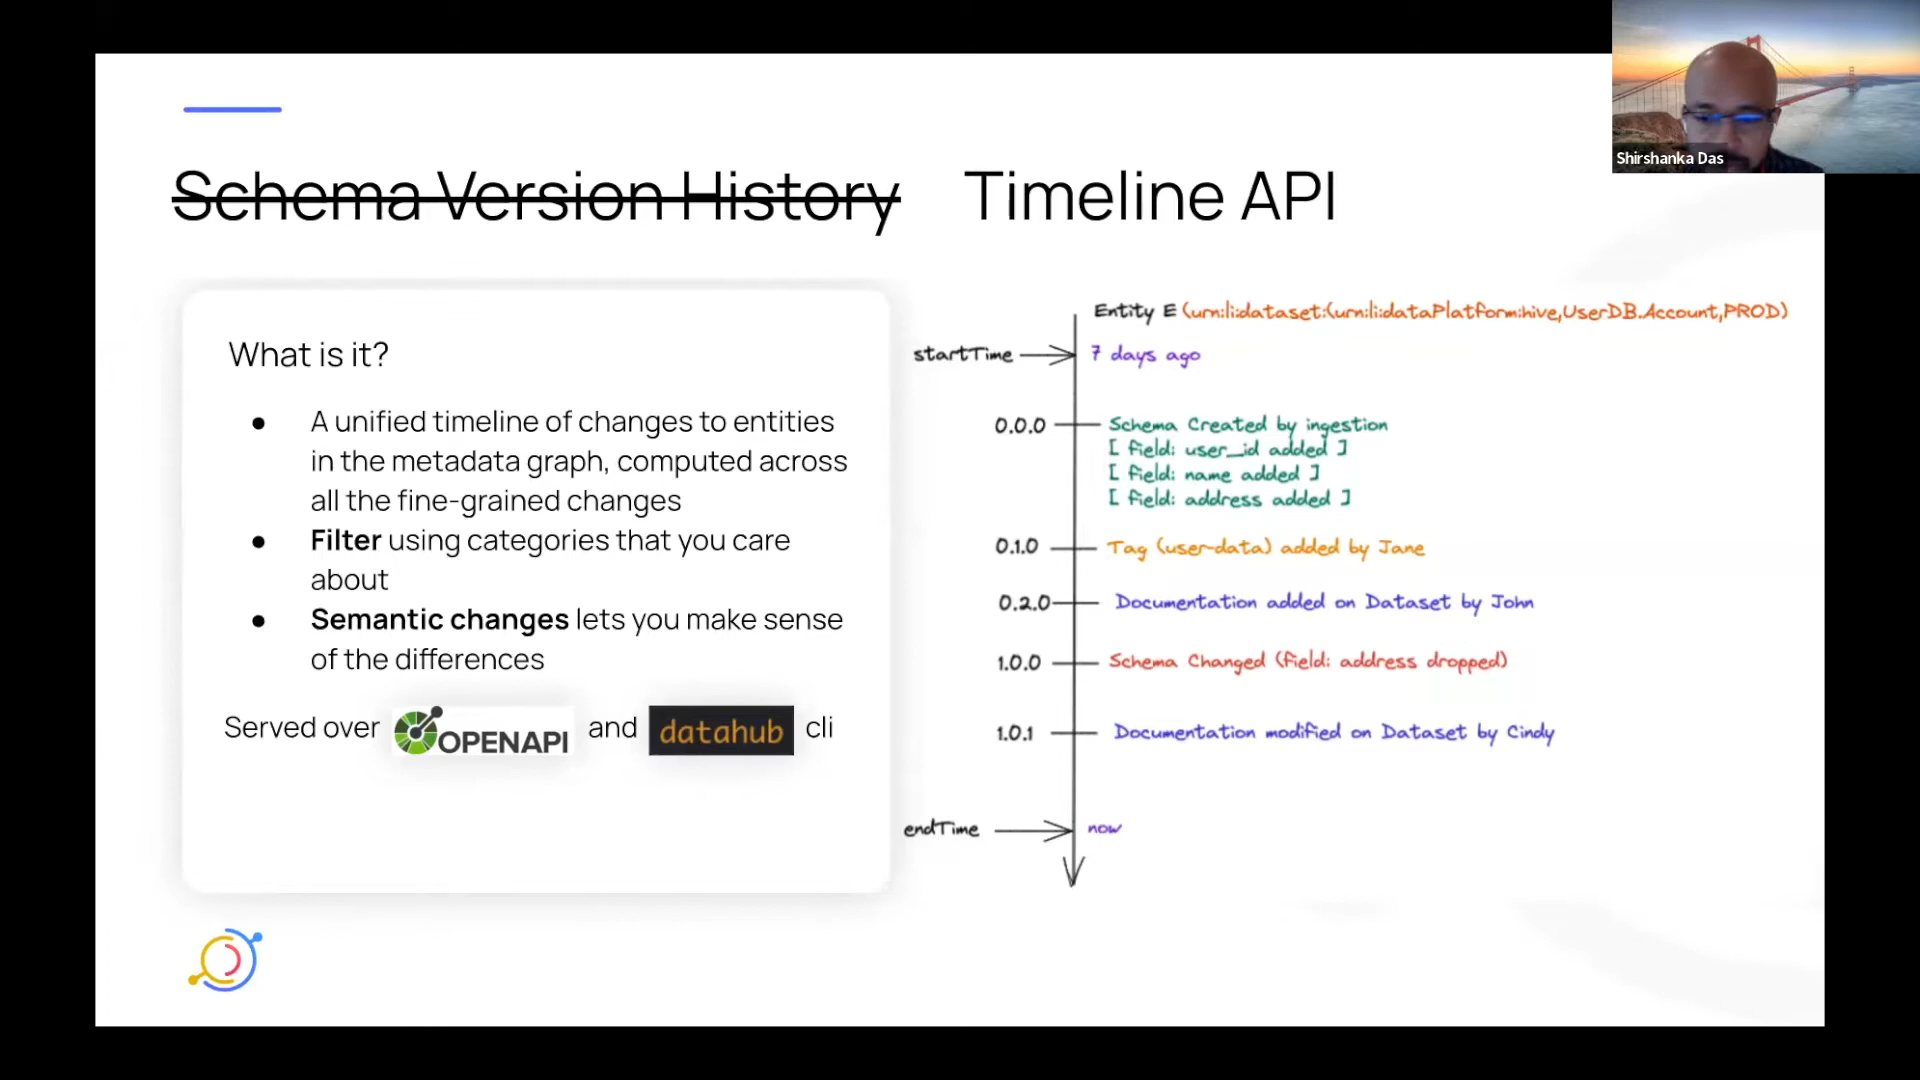 Shirshanka Das
Schema Version History Timeline API
What is it?
● A unified timeline of changes to entities
in the metadata graph, computed across
all the fine-grained changes
● Filter using categories that you care
about
● Semantic changes lets you make sense
of the differences
Served over OPENAPI and datahub cli
Entity E (urn:li:dataset:(urn:li:dataPlatform:hive,UserDB.Account,PROD)
startTime 7 days ago
0.0.0 Schema Created by ingestion
[ field: user_id added ]
[ field: name added ]
[ field: address added ]
0.1.0 Tag (user-data) added by Jane
0.2.0 Documentation added on Dataset by John
1.0.0 Schema Changed (field: address dropped)
1.0.1 Documentation modified on Dataset by Cindy
endTime now